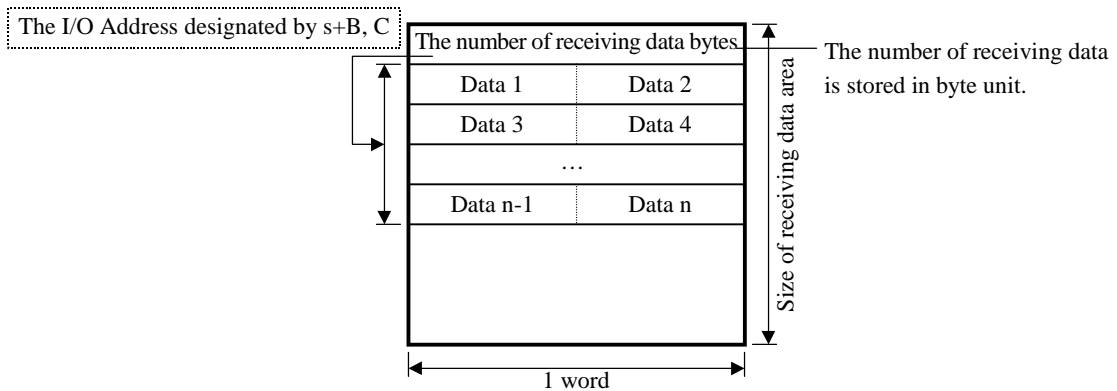 The I/O Address designated by s+B, C
The number of receiving data bytes
The number of receiving data
is stored in byte unit.
Data 1 Data 2
Data 3 Data 4
…
Data n-1 Data n
Size of receiving data area
1 word